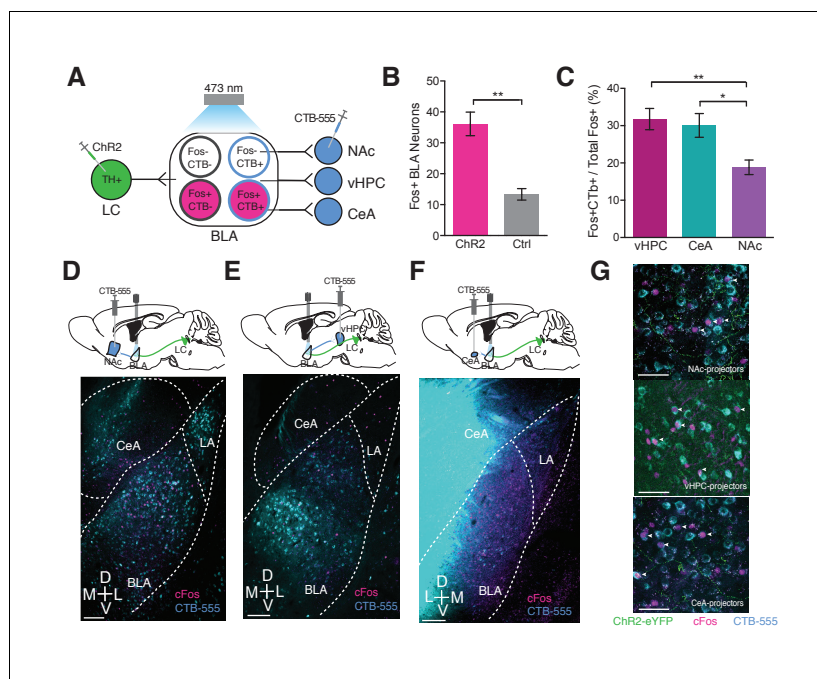 A
473 nm
CTB-555
ChR2
Fos-
CTB-
Fos-
CTB+
NAc
TH+
vHPC
Fos+
CTB-
Fos+
CTB+
LC
CeA
BLA
B
Fos+ BLA Neurons
50
40
30
20
10
0
**
ChR2
Ctrl
C
Fos+CTb+ / Total Fos+ (%)
40
30
20
10
0
**
*
vHPC
CeA
NAc
D
CTB-555
NAc
BLA
LC
CeA
LA
BLA
D
M
L
V
cFos
CTB-555
E
CTB-555
vHPC
LC
BLA
CeA
LA
BLA
D
M
L
V
cFos
CTB-555
F
CTB-555
CeA
BLA
LC
CeA
LA
BLA
D
L
M
V
cFos
CTB-555
G
NAc-projectors
vHPC-projectors
CeA-projectors
ChR2-eYFP cFos CTB-555